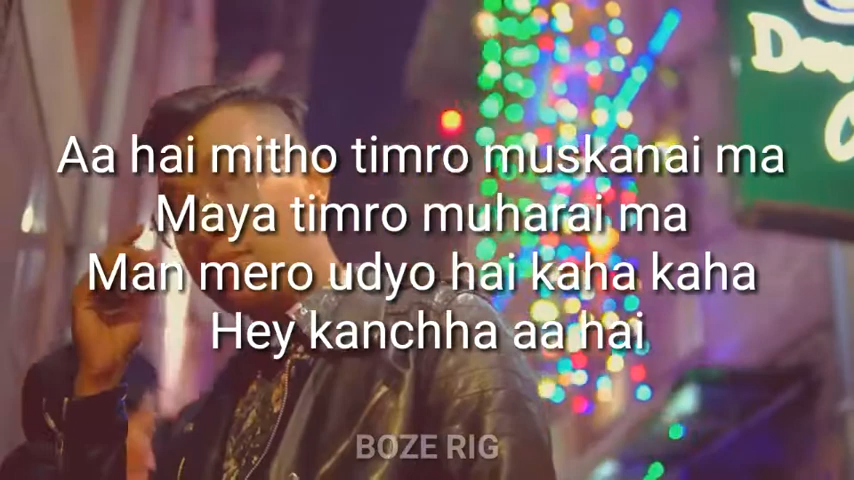 Aa hai mitho timro muskanai ma
Maya timro muharai ma
Man mero udyo hai kaha kaha
Hey kanchha aa hai
BOZE RIG